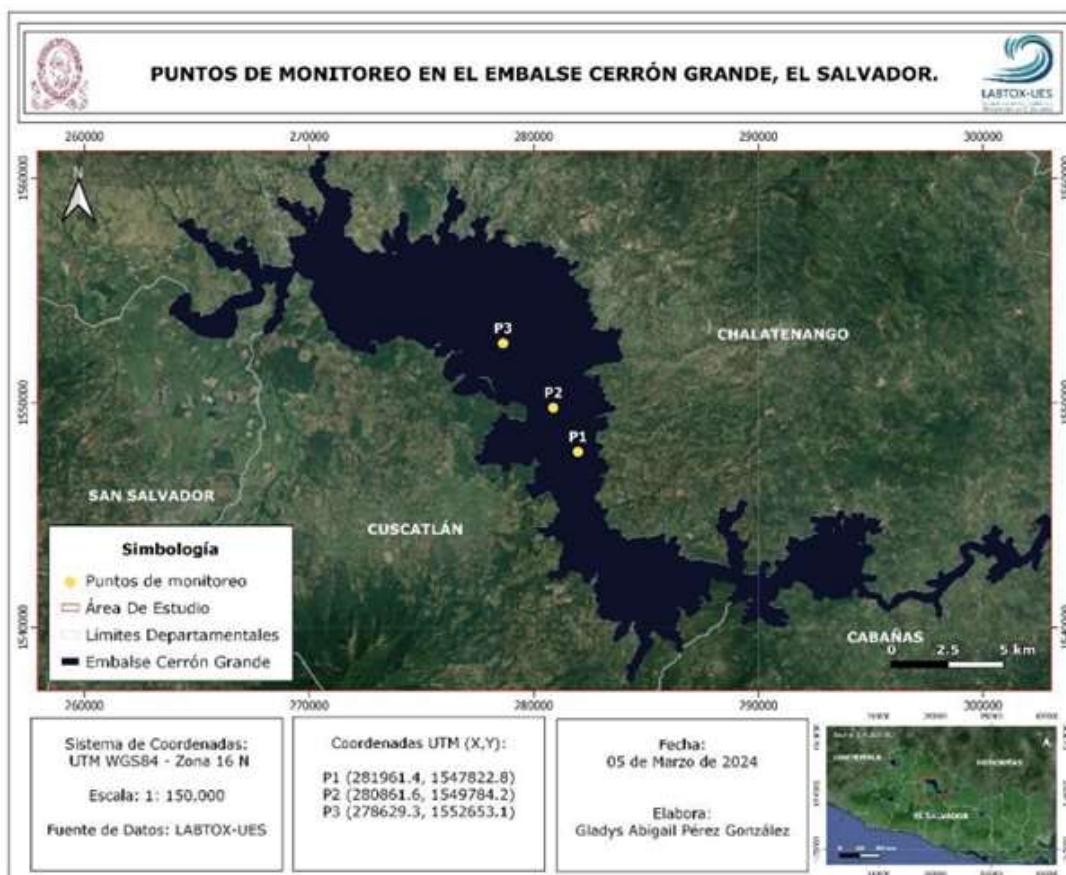 PUNTOS DE MONITOREO EN EL EMBALSE CERRÓN GRANDE, EL SALVADOR.
LABTOX-UES
260000 270000 280000 290000 300000
1560000 1560000
N
P3
CHALATENANGO
P2
1550000 1550000
P1
SAN SALVADOR
CUSCATLÁN
Simbología
Puntos de monitoreo
Área De Estudio
Límites Departamentales
Embalse Cerrón Grande
1540000 1540000
CABAÑAS
0 2.5 5 km
260000 270000 280000 290000 300000
Sistema de Coordenadas:
UTM WGS84 - Zona 16 N
Escala: 1: 150.000
Fuente de Datos: LABTOX-UES
Coordenadas UTM (X,Y):
P1 (281961.4, 1547822.8)
P2 (280861.6, 1549784.2)
P3 (278629.3, 1552653.1)
Fecha:
05 de Marzo de 2024
Elabora:
Gladys Abigail Pérez González
EL SALVADOR